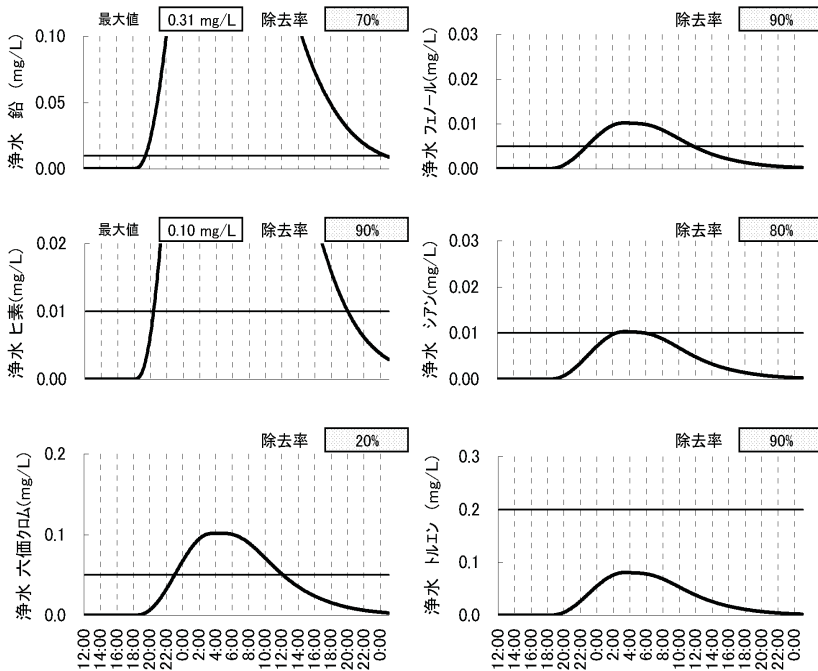 最大値 0.31 mg/L 除去率 70%
浄水 鉛 (mg/L)
0.10
0.05
0.00
除去率 90%
浄水 フェノール(mg/L)
0.03
0.02
0.01
0.00
最大値 0.10 mg/L 除去率 90%
浄水 ヒ素(mg/L)
0.02
0.01
0.00
除去率 80%
浄水 シアン(mg/L)
0.03
0.02
0.01
0.00
除去率 20%
浄水 六価クロム(mg/L)
0.2
0.1
0.0
12:00 14:00 16:00 18:00 20:00 22:00 0:00 2:00 4:00 6:00 8:00 10:00 12:00 14:00 16:00 18:00 20:00 22:00 0:00
除去率 90%
浄水 トルエン (mg/L)
0.3
0.2
0.1
0.0
12:00 14:00 16:00 18:00 20:00 22:00 0:00 2:00 4:00 6:00 8:00 10:00 12:00 14:00 16:00 18:00 20:00 22:00 0:00